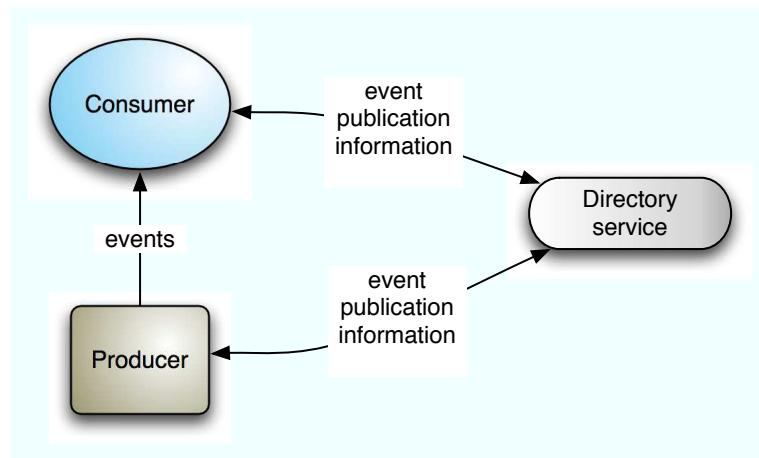 Consumer
event
publication
information
Directory
service
events
event
publication
information
Producer